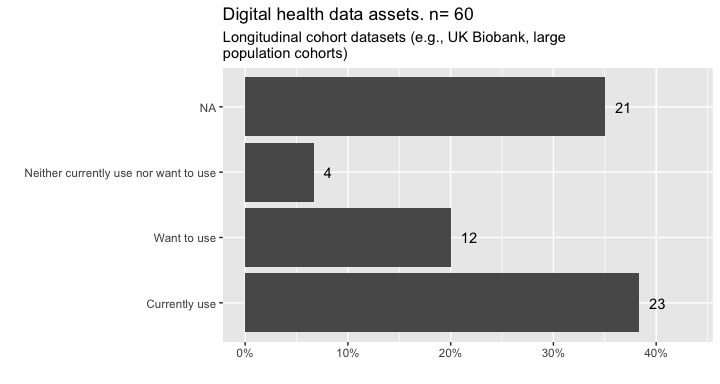 Digital health data assets. n= 60
Longitudinal cohort datasets (e.g., UK Biobank, large
population cohorts)
NA
21
Neither currently use nor want to use
4
Want to use
12
Currently use
23
0%
10%
20%
30%
40%